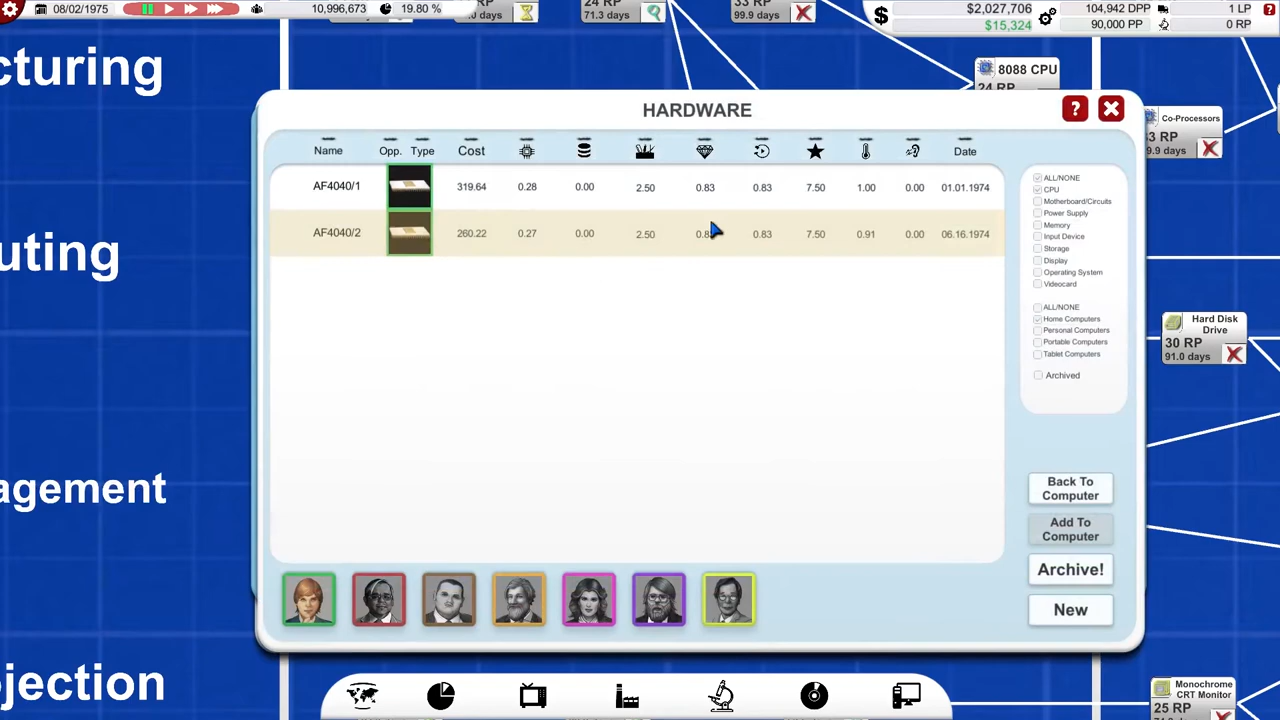 08/02/1975
10,996,673
19.80 %
71.3 days
99.9 days
$ $2,027,706
$15,324
104,942 DPP
90,000 PP
1 LP
0 RP
?
cturing
8088 CPU
24 RP
Co-Processors
99.9 days
HARDWARE
?
Name Opp. Type Cost Date
AF4040/1 319.64 0.28 0.00 2.50 0.83 0.83 7.50 1.00 0.00 01.01.1974
AF4040/2 260.22 0.27 0.00 2.50 0.83 7.50 0.91 0.00 06.16.1974
ALL/NONE
CPU
Motherboard/Circuits
Power Supply
Memory
Input Device
Storage
Display
Operating System
Videocard
ALL/NONE
Home Computers
Personal Computers
Portable Computers
Tablet Computers
Archived
uting
Hard Disk
Drive
30 RP
91.0 days
agement
Back To
Computer
Add To
Computer
Archive!
New
ejection
Monochrome
CRT Monitor
25 RP